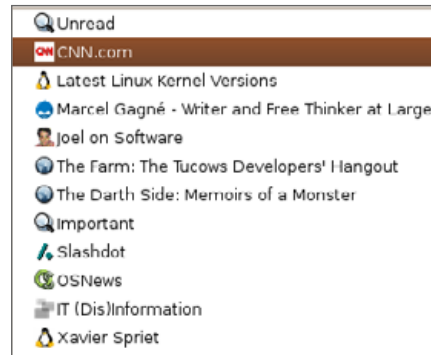 Unread
CNN CNN.com
Latest Linux Kernel Versions
Marcel Gagné - Writer and Free Thinker at Large
Joel on Software
The Farm: The Tucows Developers' Hangout
The Darth Side: Memoirs of a Monster
Important
Slashdot
OSNews
IT (Dis)Information
Xavier Spriet